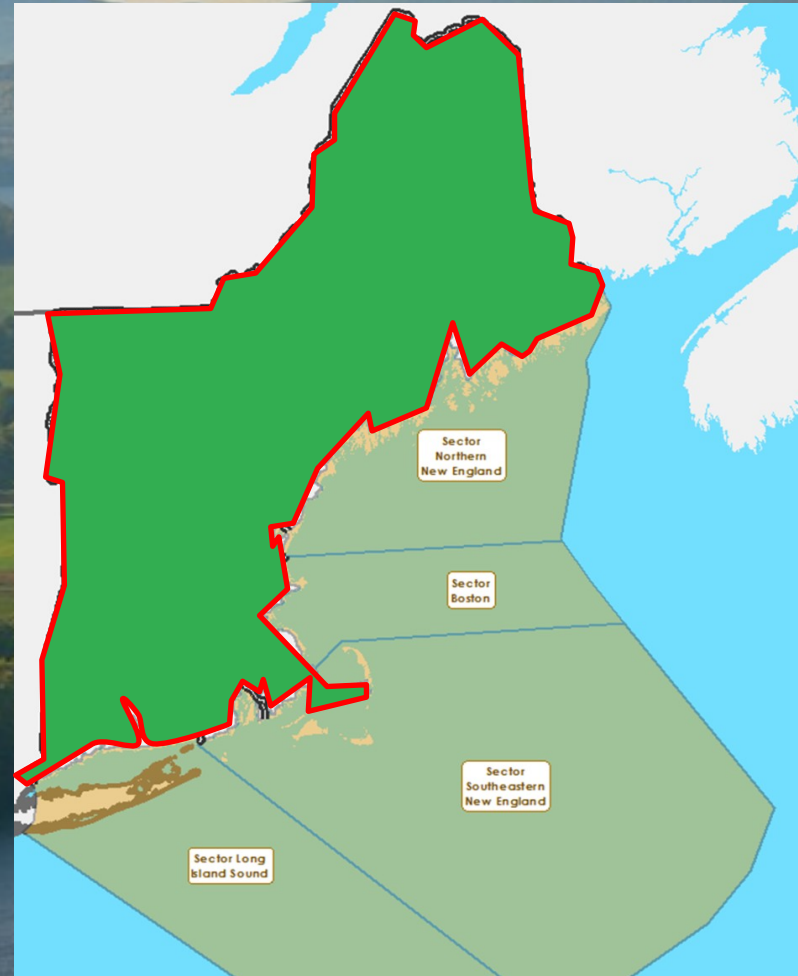 Sector
Northern
New England
Sector
Boston
Sector
Southeastern
New England
Sector Long
Island Sound